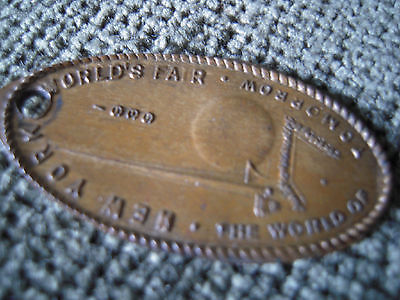 NEW YORK WORLD'S FAIR
1939
THE WORLD OF TOMORROW